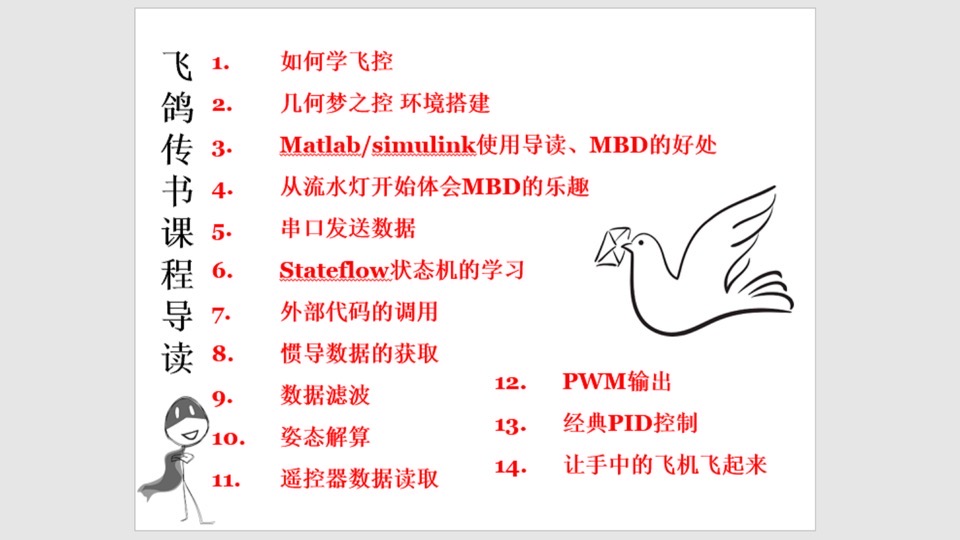 飞鸽传书课程导读
1. 如何学飞控
2. 几何梦之控 环境搭建
3. Matlab/simulink使用导读、MBD的好处
4. 从流水灯开始体会MBD的乐趣
5. 串口发送数据
6. Stateflow状态机的学习
7. 外部代码的调用
8. 惯导数据的获取
9. 数据滤波
10. 姿态解算
11. 遥控器数据读取
12. PWM输出
13. 经典PID控制
14. 让手中的飞机飞起来